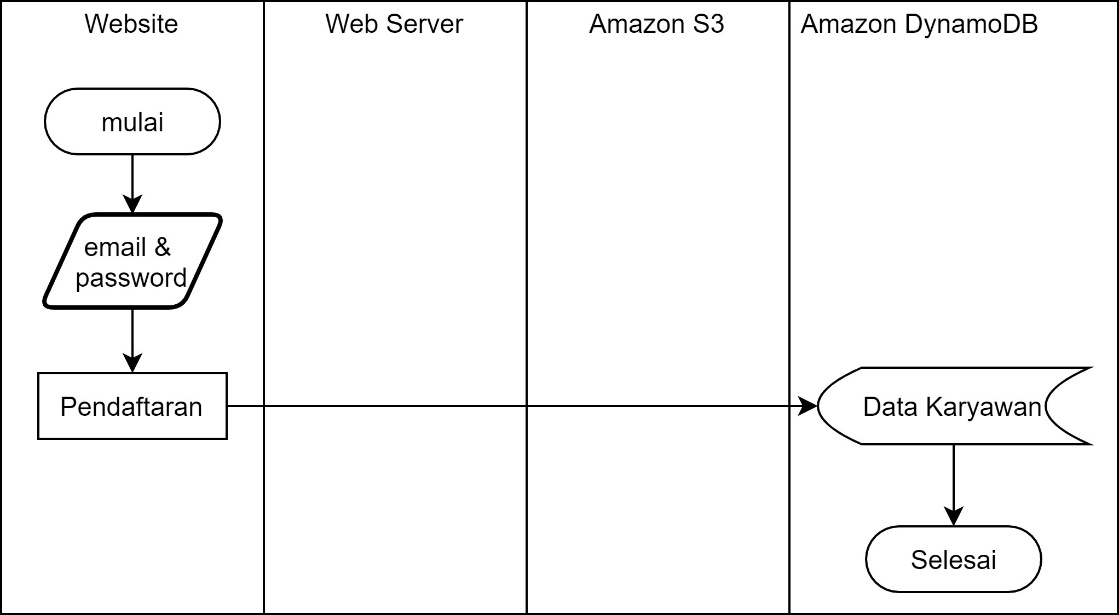 Website
Web Server
Amazon S3
Amazon DynamoDB
mulai
email &
password
Pendaftaran
Data Karyawan
Selesai